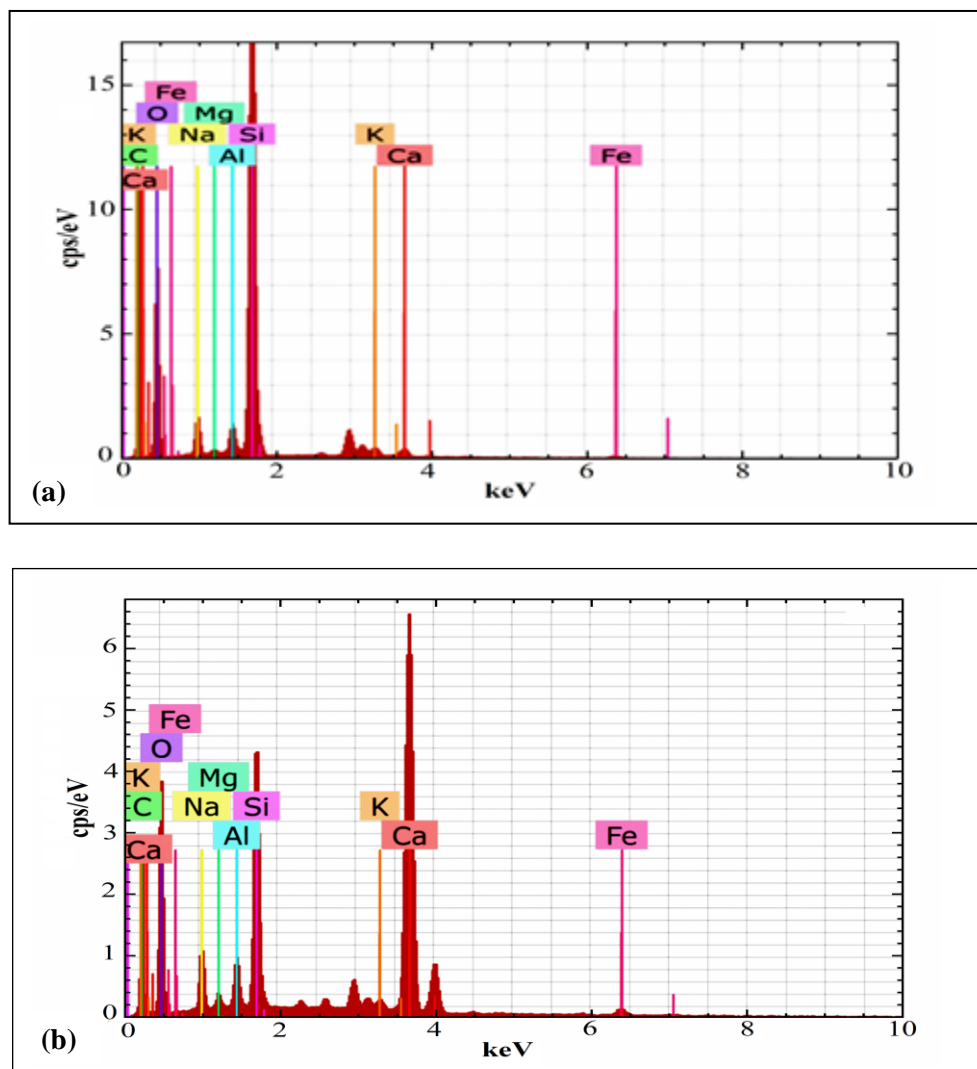 15
10
5
0
cps/eV
Fe
O Mg
K Na Si K
C Al Ca Fe
Ca
0 2 4 6 8 10
keV
(a)
6
5
4
3
2
1
0
cps/eV
Fe
O
K Mg
C Na Si K
Ca Al Ca Fe
0 2 4 6 8 10
keV
(b)